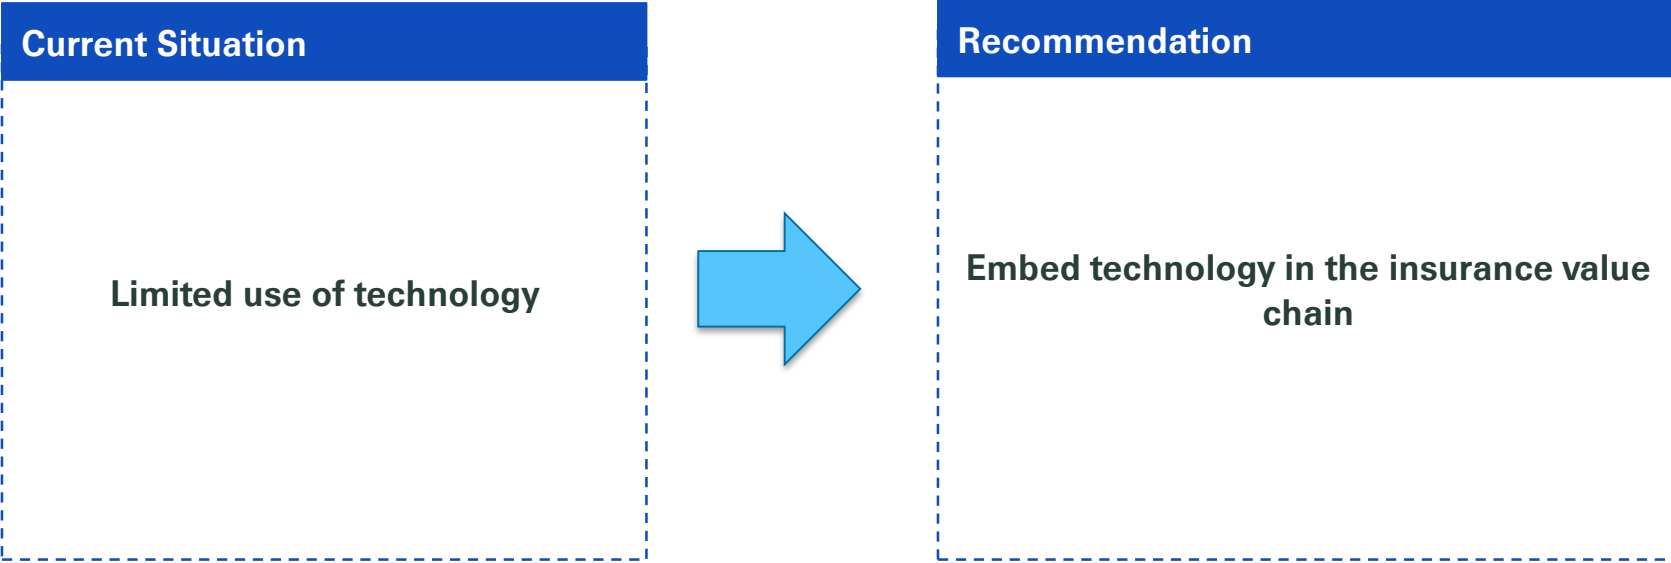 Current Situation
Limited use of technology
Recommendation
Embed technology in the insurance value
chain